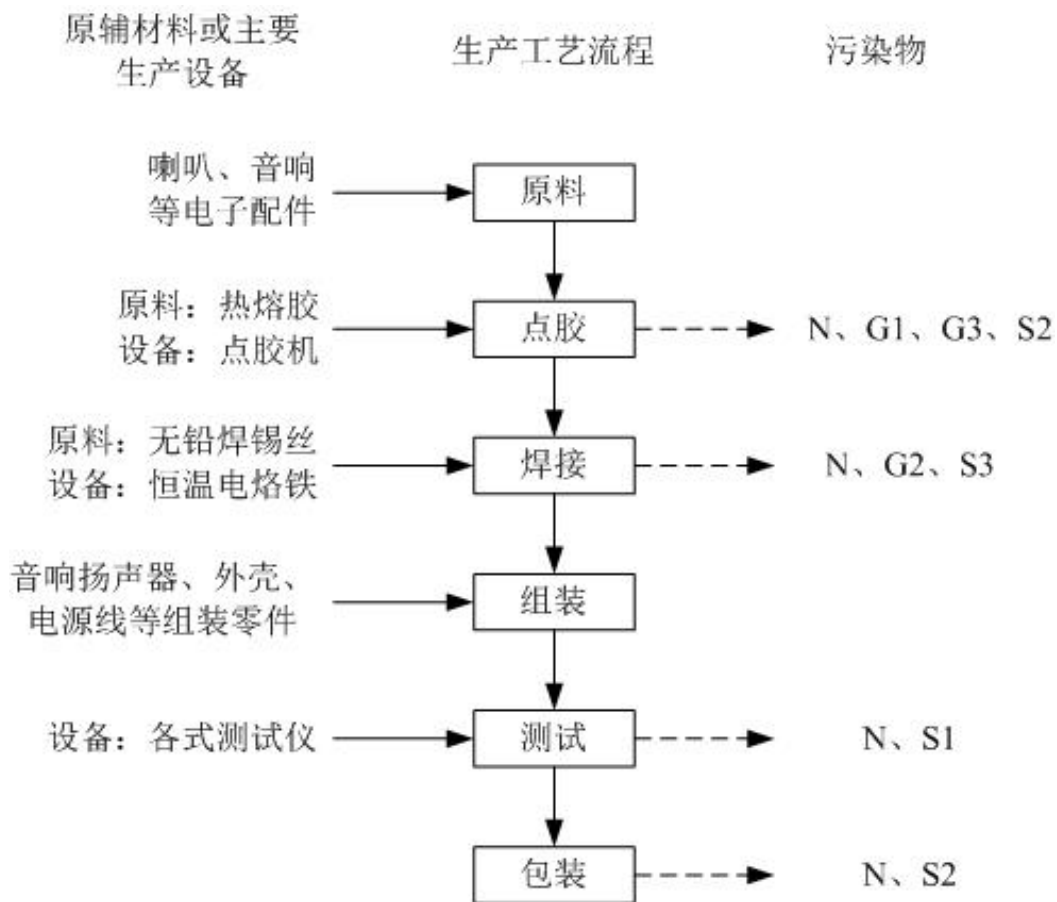 原辅材料或主要
生产设备
生产工艺流程
污染物
喇叭、音响
等电子配件
原料
原料：热熔胶
设备：点胶机
点胶
N、G1、G3、S2
原料：无铅焊锡丝
设备：恒温电烙铁
焊接
N、G2、S3
音响扬声器、外壳、
电源线等组装零件
组装
设备：各式测试仪
测试
N、S1
包装
N、S2